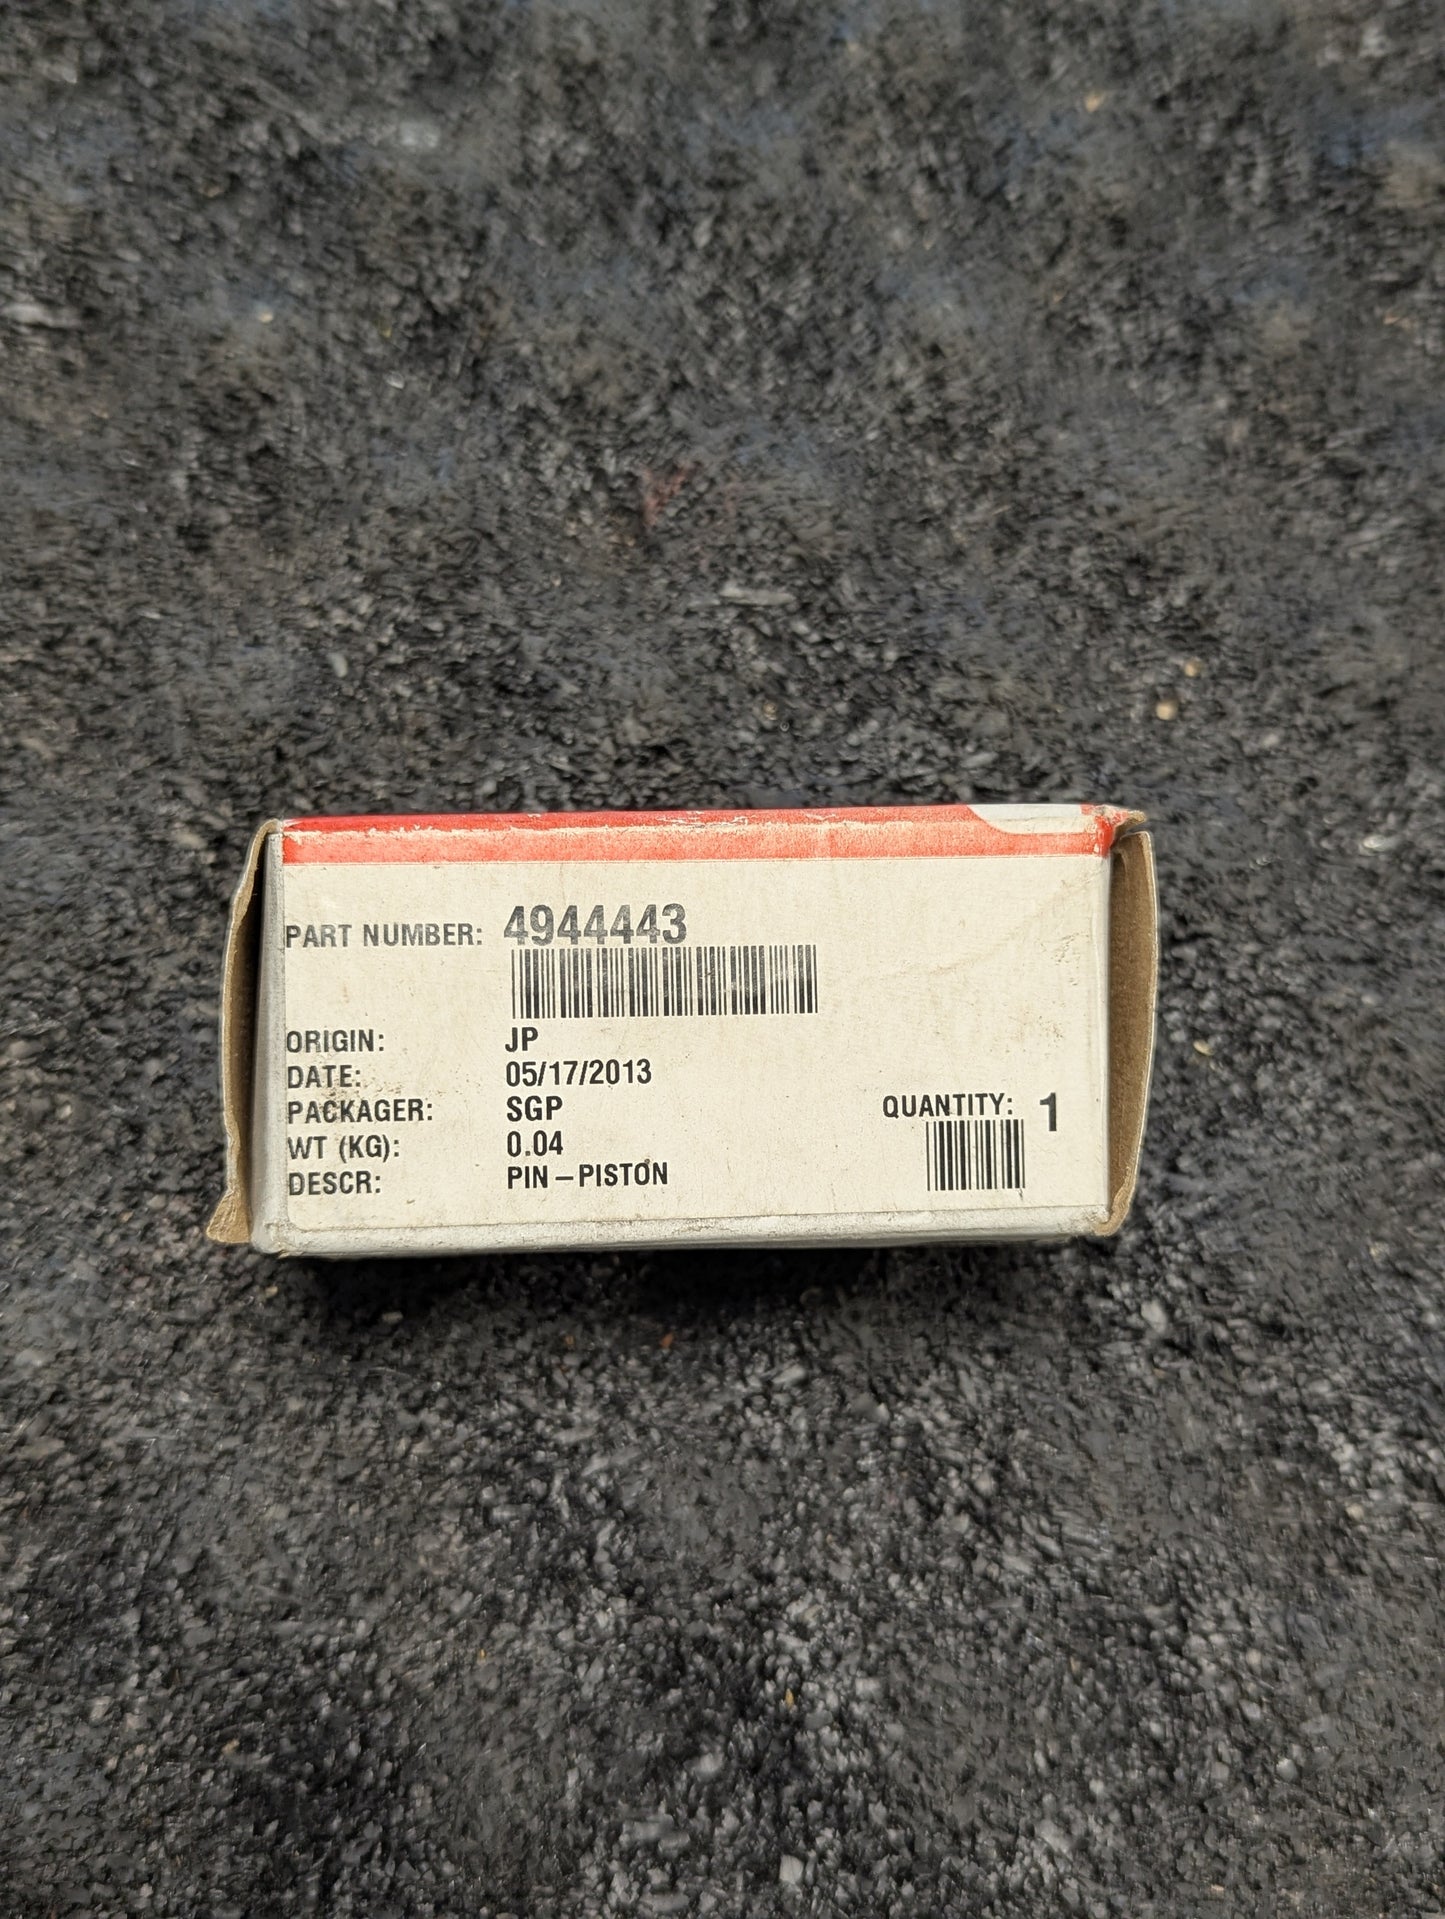 PART NUMBER: 4944443
ORIGIN: JP
DATE: 05/17/2013
PACKAGER: SGP
QUANTITY: 1
WT (KG): 0.04
DESCR: PIN-PISTON